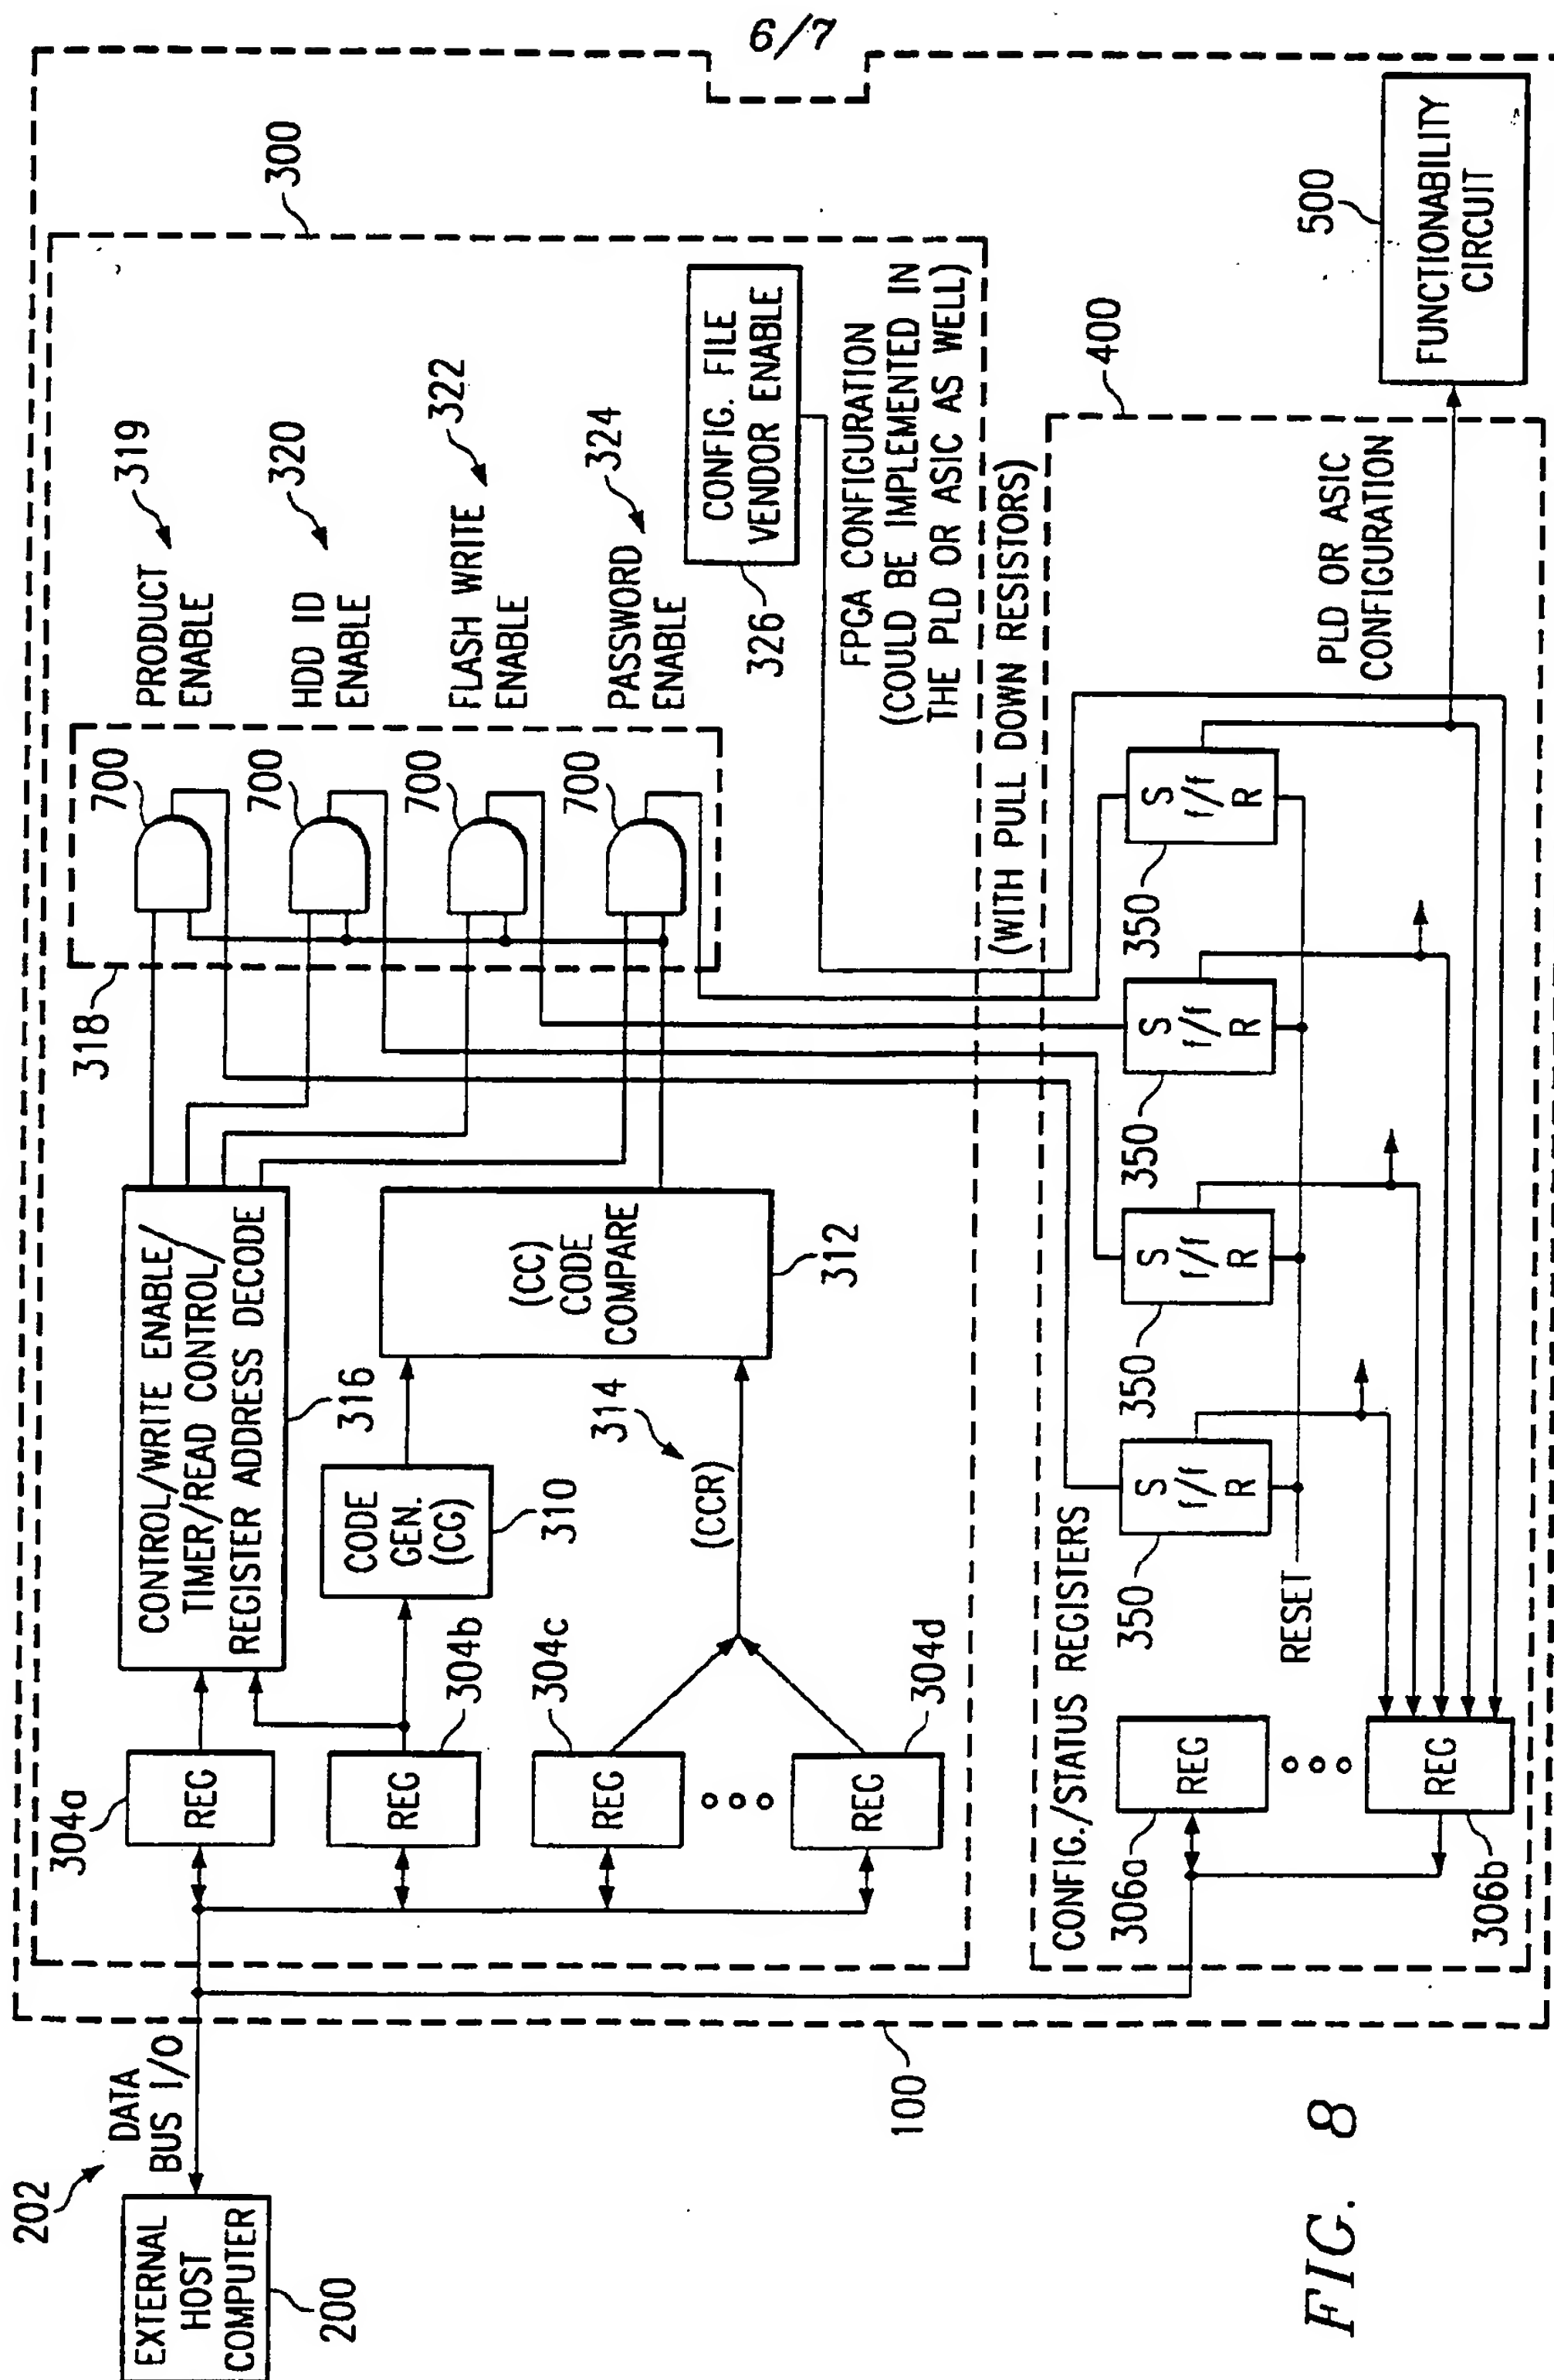 6/7
202
DATA
BUS I/O
EXTERNAL
HOST
COMPUTER
200
100
300
304a
REG
REG
304b
304c
REG
REG
304d
CONTROL/WRITE ENABLE/
TIMER/READ CONTROL/
REGISTER ADDRESS DECODE
316
CODE
GEN.
(CG)
310
314
(CCR)
(CC)
CODE
COMPARE
312
318
700
700
700
700
PRODUCT
ENABLE
319
HDD ID
ENABLE
320
FLASH WRITE
ENABLE
322
PASSWORD
ENABLE
324
CONFIG. FILE
VENDOR ENABLE
326
FPGA CONFIGURATION
(COULD BE IMPLEMENTED IN
THE PLD OR ASIC AS WELL)
(WITH PULL DOWN RESISTORS)
400
CONFIG./STATUS REGISTERS
306a
REG
REG
306b
RESET
S
f/f
R
350
S
f/f
R
350
S
f/f
R
350
S
f/f
R
350
PLD OR ASIC
CONFIGURATION
500
FUNCTIONABILITY
CIRCUIT
FIG. 8